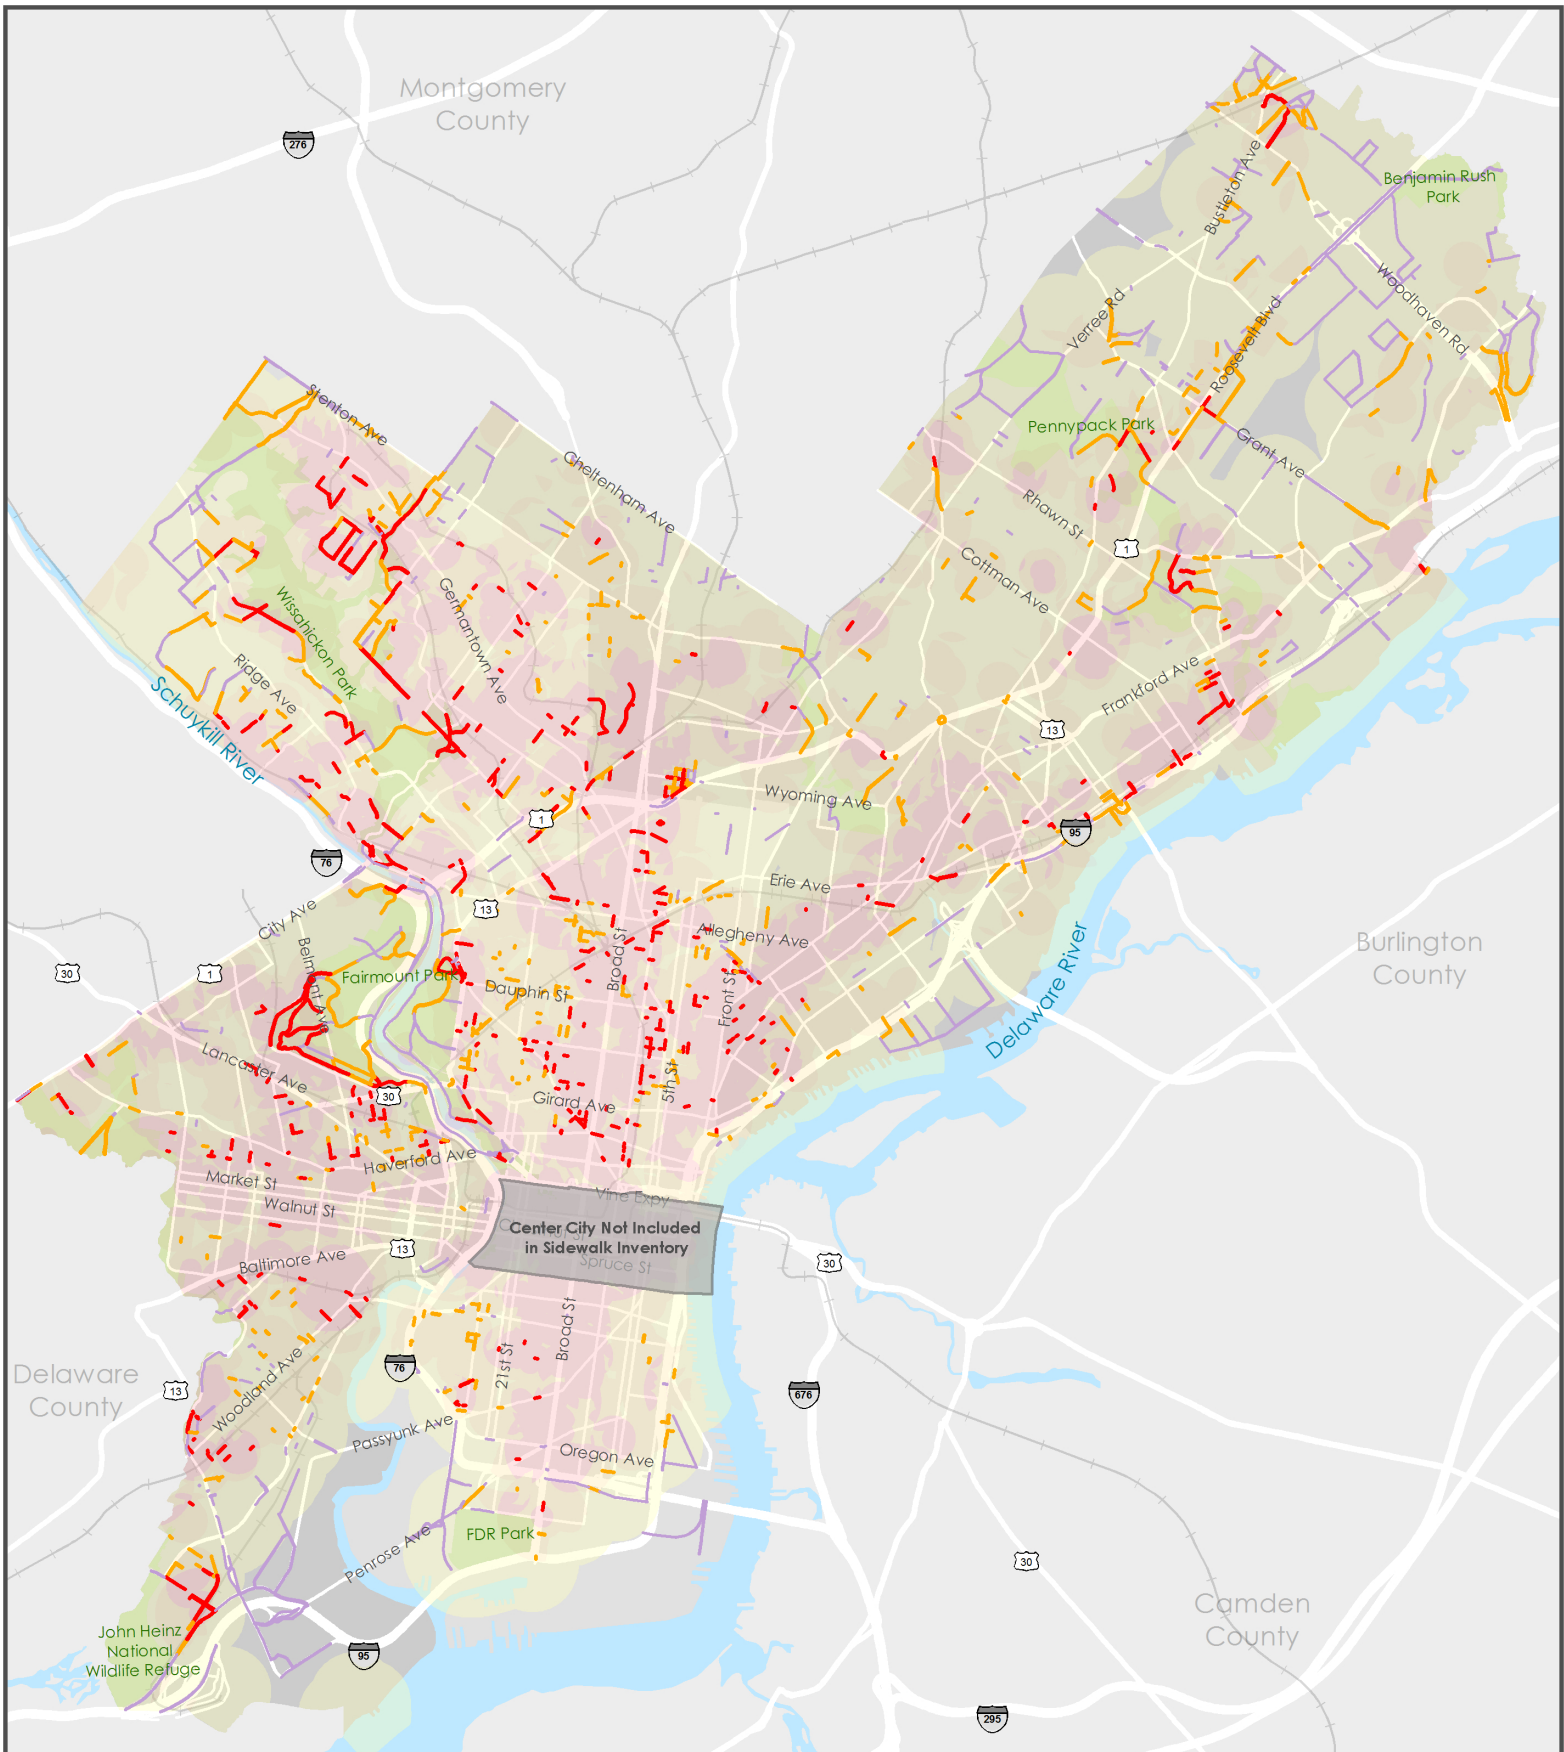 Montgomery
County
276
Benjamin Rush
Park
Bustleton Ave
Woodhaven Rd
Verree Rd
Roosevelt Blvd
Stenton Ave
Pennypack Park
Grant Ave
Cheltenham Ave
Rhawn St
1
Cottman Ave
Germantown Ave
Wissahickon Park
Ridge Ave
Frankford Ave
Schuykill River
13
Wyoming Ave
1
95
76
Erie Ave
13
City Ave
Allegheny Ave
Broad St
Belmont Ave
Burlington
County
30
1
Fairmount Park
Dauphin St
Front St
Delaware River
Lancaster Ave
5th St
30
Girard Ave
Haverford Ave
Market St
Vine Expy
Walnut St
Center City Not Included
in Sidewalk Inventory
Spruce St
13
Baltimore Ave
30
Broad St
21st St
76
Delaware
County
13
676
Woodland Ave
Passyunk Ave
Oregon Ave
FDR Park
Penrose Ave
30
Camden
County
John Heinz
National
Wildlife Refuge
95
295